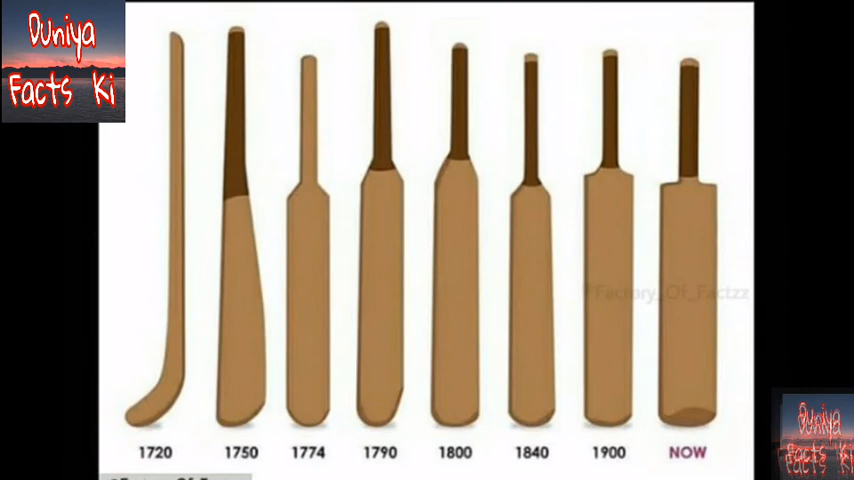 Duniya
Facts Ki
Factory_Of_Factzz
1720 1750 1774 1790 1800 1840 1900 NOW
Duniya
Facts Ki